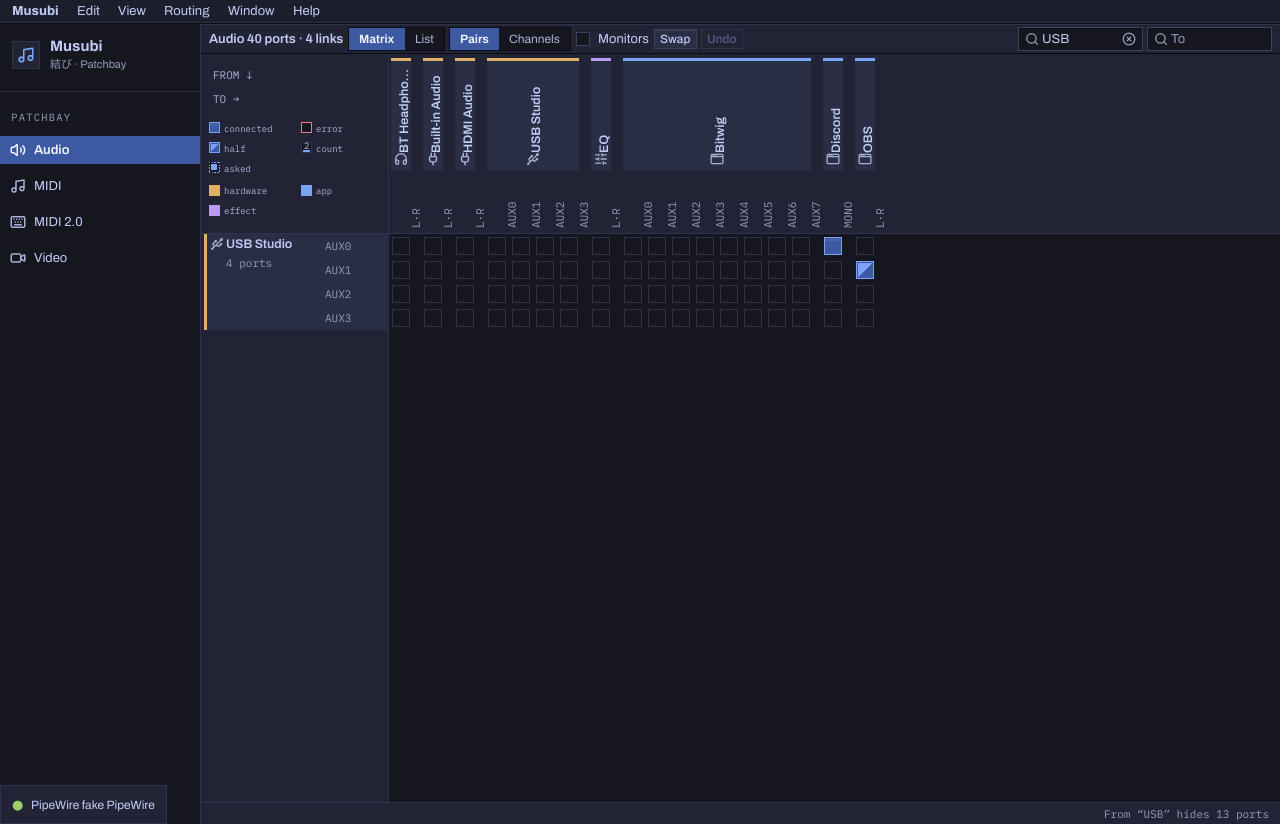 Musubi Edit View Routing Window Help
Musubi
結び · Patchbay
PATCHBAY
Audio
MIDI
MIDI 2.0
Video
PipeWire fake PipeWire
Audio 40 ports · 4 links Matrix List Pairs Channels Monitors Swap Undo USB To
FROM ↓
TO →
connected error
half 2 count
asked
hardware app
effect
BT Headpho… Built-in Audio HDMI Audio USB Studio EQ Bitwig Discord OBS
L·R L·R L·R AUX0 AUX1 AUX2 AUX3 L·R AUX0 AUX1 AUX2 AUX3 AUX4 AUX5 AUX6 AUX7 MONO L·R
USB Studio AUX0
4 ports AUX1
AUX2
AUX3
From “USB” hides 13 ports